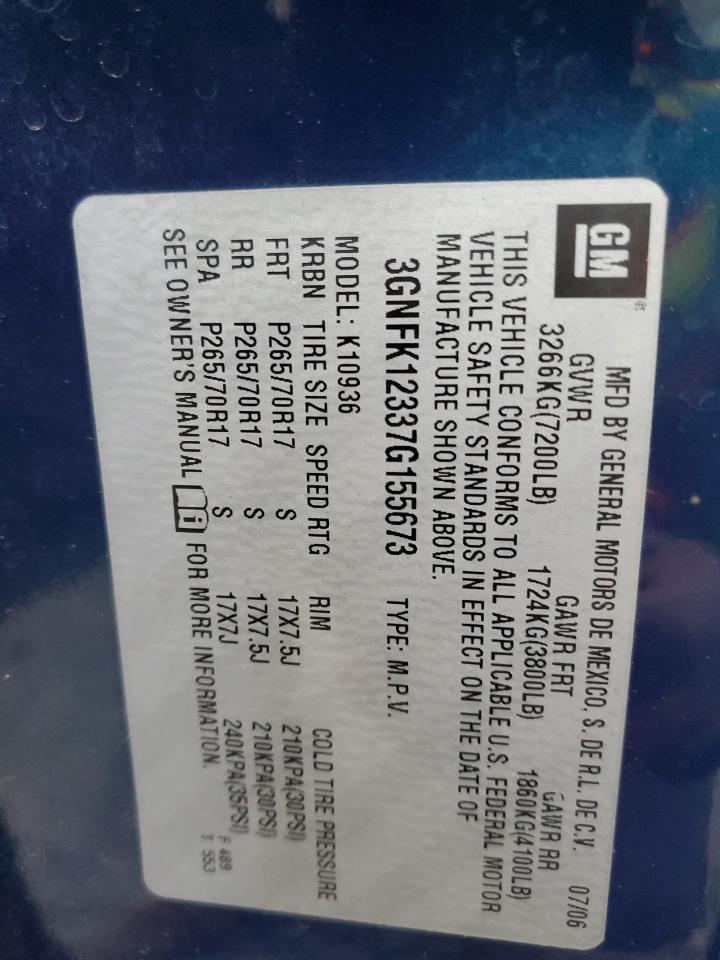 GM ®
MFD BY GENERAL MOTORS DE MEXICO, S. DE R.L. DE C.V. 07/06
GVWR GAWR FRT GAWR RR
3266KG(7200LB) 1724KG(3800LB) 1860KG(4100LB)
THIS VEHICLE CONFORMS TO ALL APPLICABLE U.S. FEDERAL MOTOR
VEHICLE SAFETY STANDARDS IN EFFECT ON THE DATE OF
MANUFACTURE SHOWN ABOVE.
3GNFK12337G155673 TYPE: M.P.V.
MODEL: K10936
KRBN TIRE SIZE SPEED RTG RIM COLD TIRE PRESSURE
FRT P265/70R17 S 17X7.5J 210KPA(30PSI)
RR P265/70R17 S 17X7.5J 210KPA(30PSI)
SPA P265/70R17 S 17X7J 240KPA(35PSI)
SEE OWNER'S MANUAL FOR MORE INFORMATION.
F 489
T 553